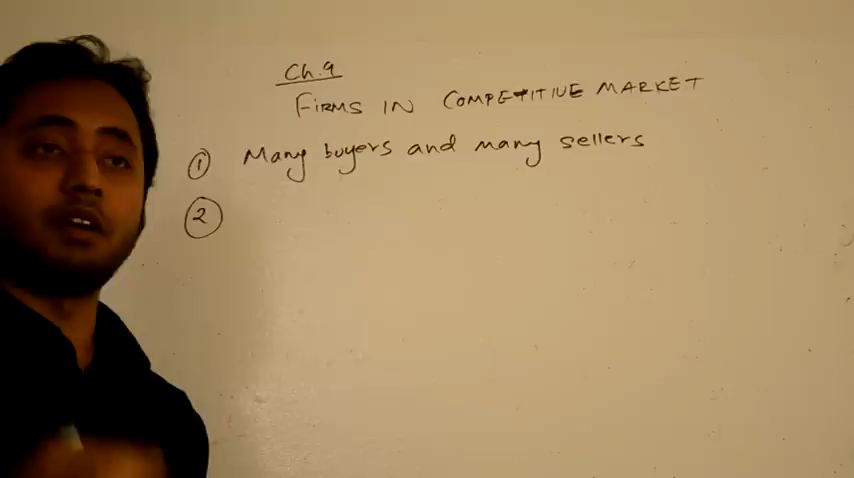 Ch.9
FIRMS IN COMPETITIVE MARKET
① Many buyers and many sellers
②